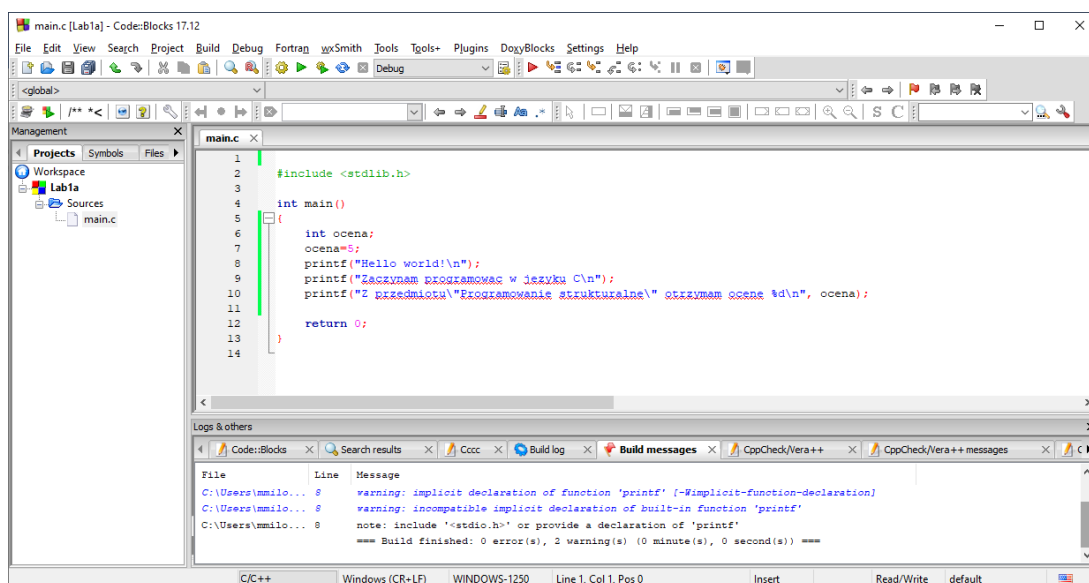 main.c [Lab1a] - Code::Blocks 17.12
File Edit View Search Project Build Debug Fortran wxSmith Tools Tools+ Plugins DoxyBlocks Settings Help
Debug
<global>
/** *<
S C
Management
Projects Symbols Files
Workspace
Lab1a
Sources
main.c
main.c
1
2 #include <stdlib.h>
3
4 int main()
5 {
6 int ocena;
7 ocena=5;
8 printf("Hello world!\n");
9 printf("Zaczynam programowac w jezyku C\n");
10 printf("Z przedmiotu\"Programowanie strukturalne\" otrzymam ocene %d\n", ocena);
11
12 return 0;
13 }
14
Logs & others
Code::Blocks Search results Cccc Build log Build messages CppCheck/Vera++ CppCheck/Vera++ messages
File Line Message
C:\Users\mmilo... 8 warning: implicit declaration of function 'printf' [-Wimplicit-function-declaration]
C:\Users\mmilo... 8 warning: incompatible implicit declaration of built-in function 'printf'
C:\Users\mmilo... 8 note: include '<stdio.h>' or provide a declaration of 'printf'
=== Build finished: 0 error(s), 2 warning(s) (0 minute(s), 0 second(s)) ===
C/C++ Windows (CR+LF) WINDOWS-1250 Line 1, Col 1, Pos 0 Insert Read/Write default